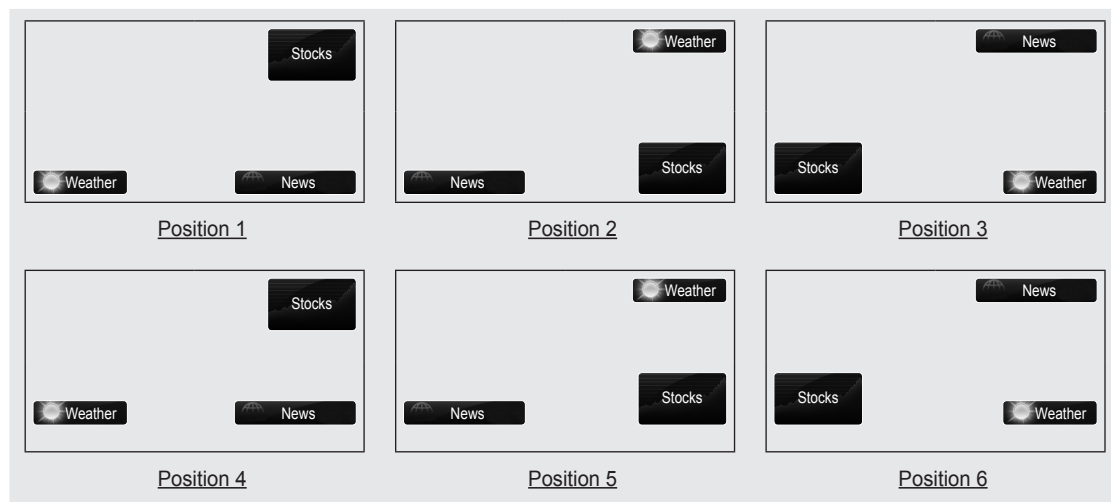 Stocks
Weather
News
Position 1
Weather
Stocks
News
Position 2
News
Stocks
Weather
Position 3
Stocks
Weather
News
Position 4
Weather
Stocks
News
Position 5
News
Stocks
Weather
Position 6